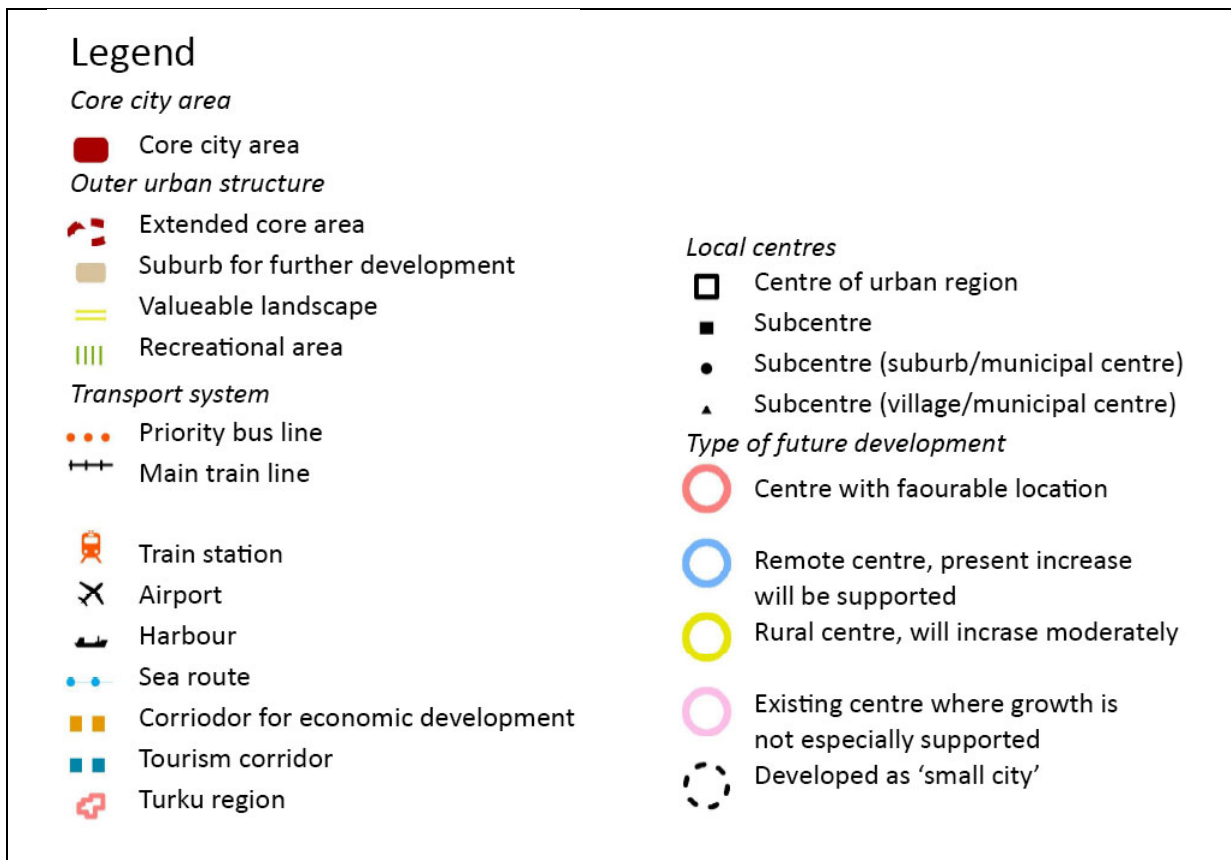 Legend
Core city area
Core city area
Outer urban structure
Extended core area
Suburb for further development
Valueable landscape
Recreational area
Transport system
Priority bus line
Main train line
Train station
Airport
Harbour
Sea route
Corriodor for economic development
Tourism corridor
Turku region
Local centres
Centre of urban region
Subcentre
Subcentre (suburb/municipal centre)
Subcentre (village/municipal centre)
Type of future development
Centre with faourable location
Remote centre, present increase
will be supported
Rural centre, will incrase moderately
Existing centre where growth is
not especially supported
Developed as ‘small city’